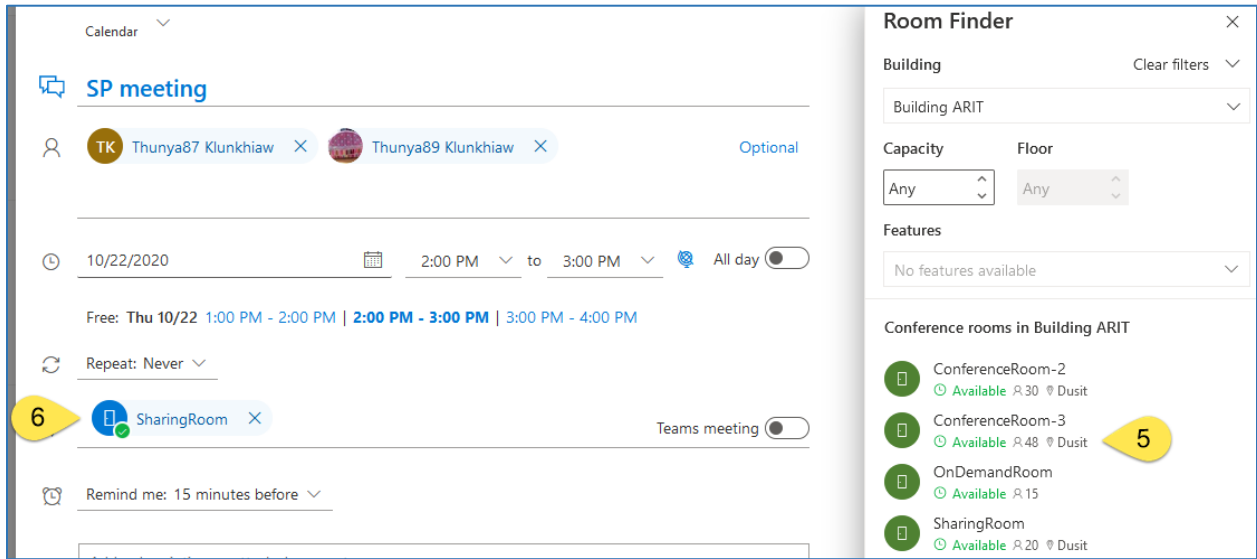 Calendar
SP meeting
TK Thunya87 Klunkhiaw Thunya89 Klunkhiaw Optional
10/22/2020 2:00 PM to 3:00 PM All day
Free: Thu 10/22 1:00 PM - 2:00 PM | 2:00 PM - 3:00 PM | 3:00 PM - 4:00 PM
Repeat: Never
6 SharingRoom
Teams meeting
Remind me: 15 minutes before
Room Finder
Building Clear filters
Building ARIT
Capacity Floor
Any Any
Features
No features available
Conference rooms in Building ARIT
ConferenceRoom-2
Available 30 Dusit
ConferenceRoom-3
Available 48 Dusit
5
OnDemandRoom
Available 15
SharingRoom
Available 20 Dusit